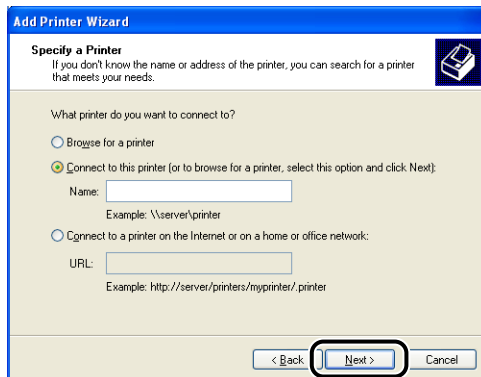 Add Printer Wizard
Specify a Printer
If you don't know the name or address of the printer, you can search for a printer
that meets your needs.
What printer do you want to connect to?
Browse for a printer
Connect to this printer (or to browse for a printer, select this option and click Next):
Name:
Example: \\server\printer
Connect to a printer on the Internet or on a home or office network:
URL:
Example: http://server/printers/myprinter/.printer
< Back Next > Cancel